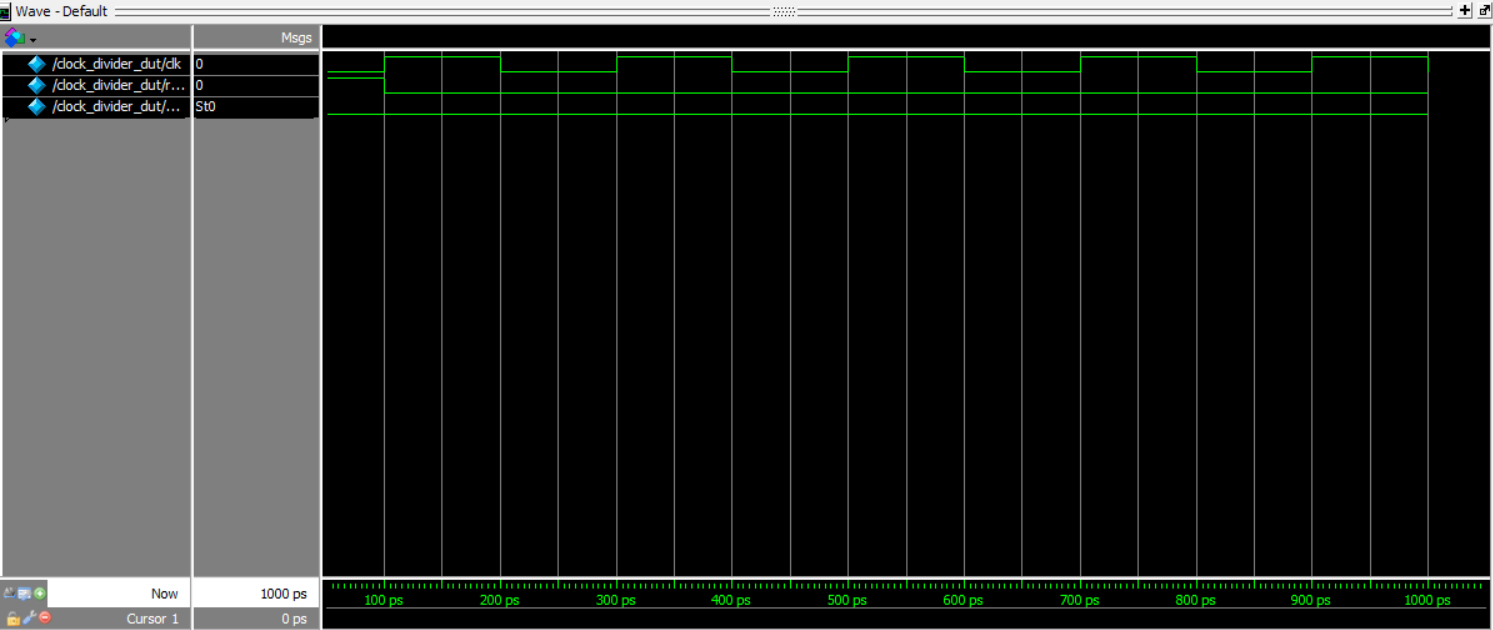 Wave - Default
Msgs
/clock_divider_dut/clk 0
/clock_divider_dut/r... 0
/clock_divider_dut/... St0
Now 1000 ps
100 ps 200 ps 300 ps 400 ps 500 ps 600 ps 700 ps 800 ps 900 ps 1000 ps
Cursor 1 0 ps